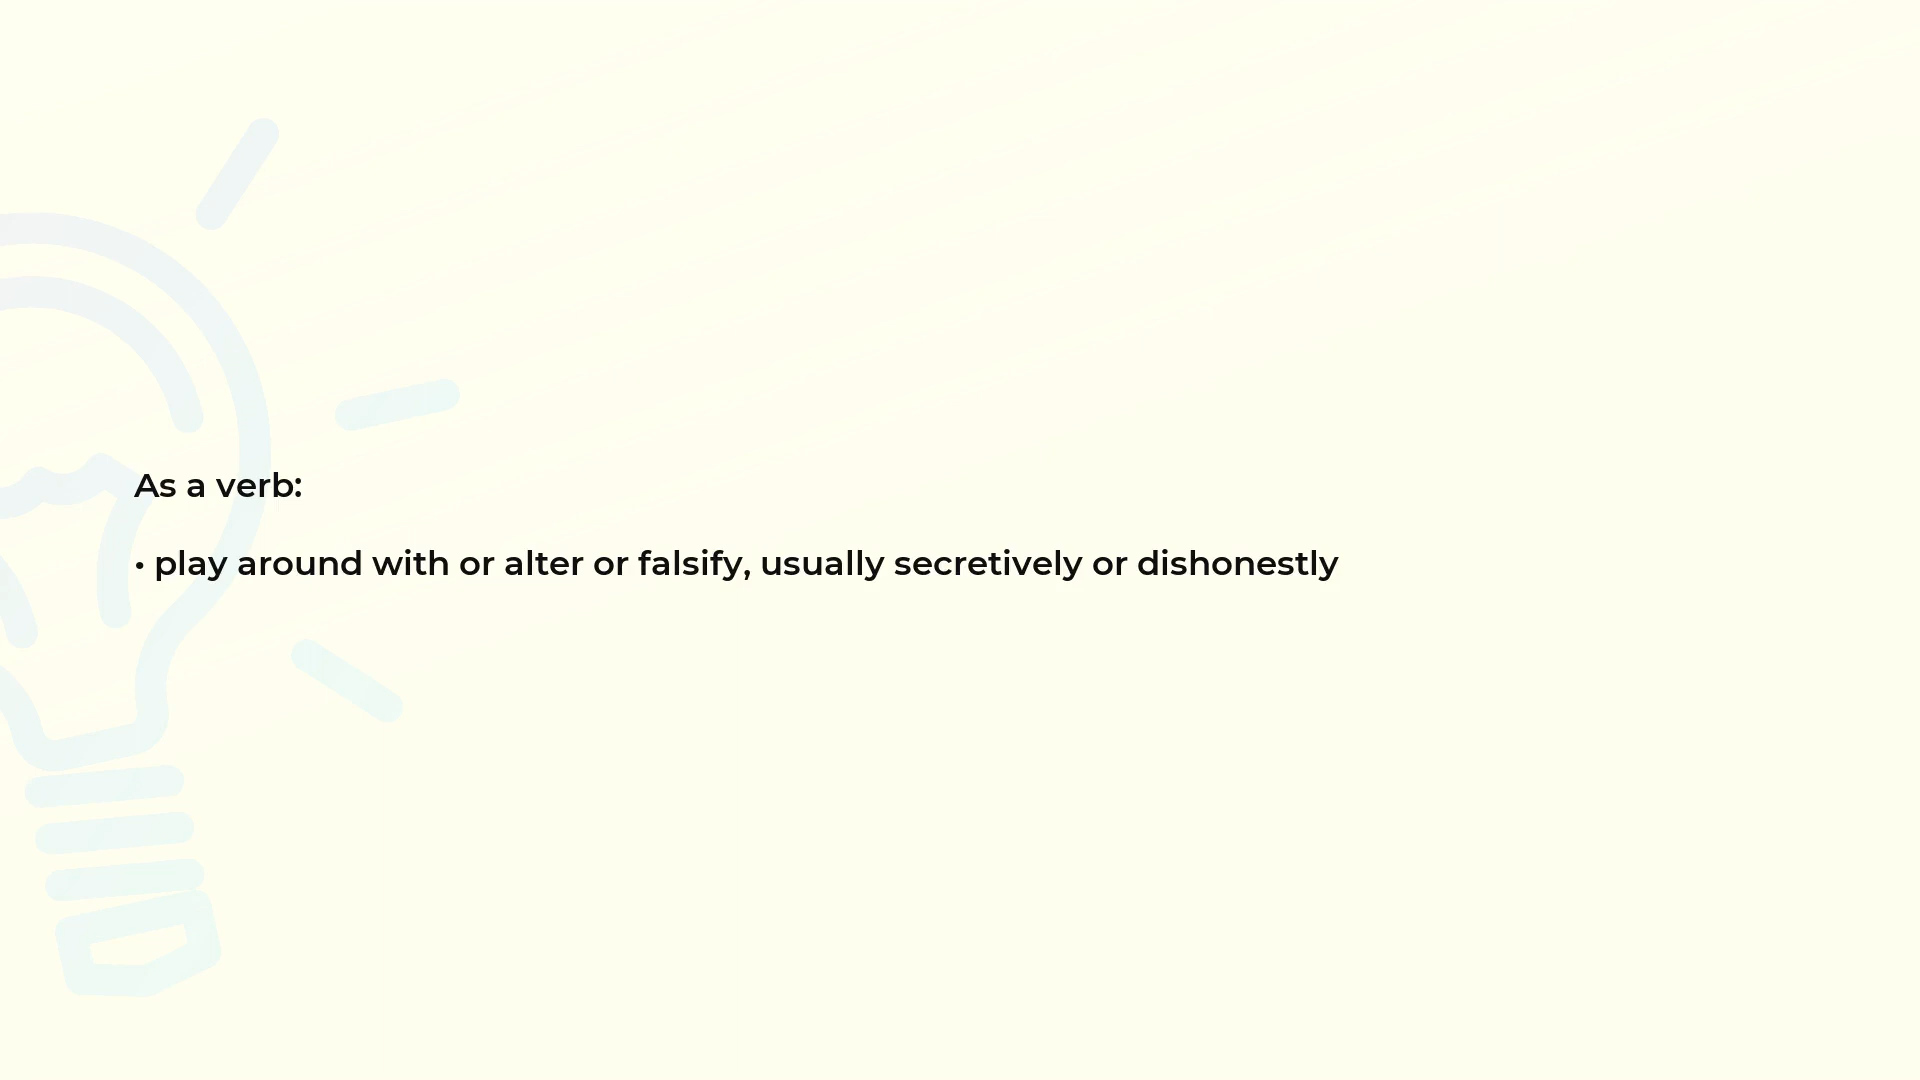 As a verb:
• play around with or alter or falsify, usually secretively or dishonestly